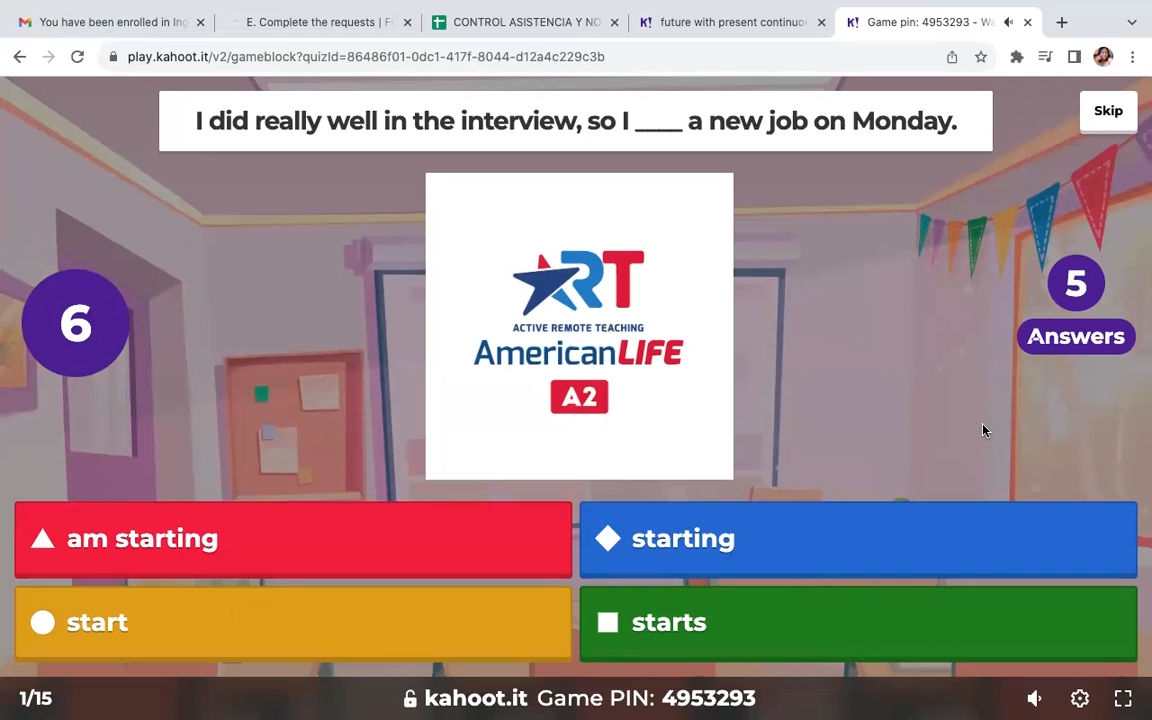 You have been enrolled in Ing
E. Complete the requests | Fl
CONTROL ASISTENCIA Y NO
future with present continuo
Game pin: 4953293 - Wa
play.kahoot.it/v2/gameblock?quizId=86486f01-0dc1-417f-8044-d12a4c229c3b
I did really well in the interview, so I ____ a new job on Monday.
Skip
6
ART
ACTIVE REMOTE TEACHING
AmericanLIFE
A2
5
Answers
am starting
starting
start
starts
1/15
kahoot.it Game PIN: 4953293